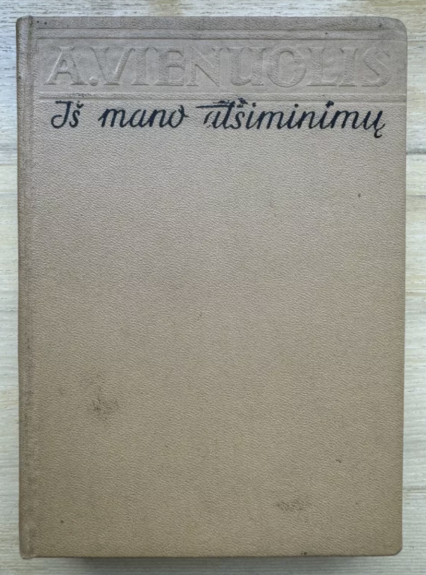 A. VIENUOLIS
Iš mano atsiminimų